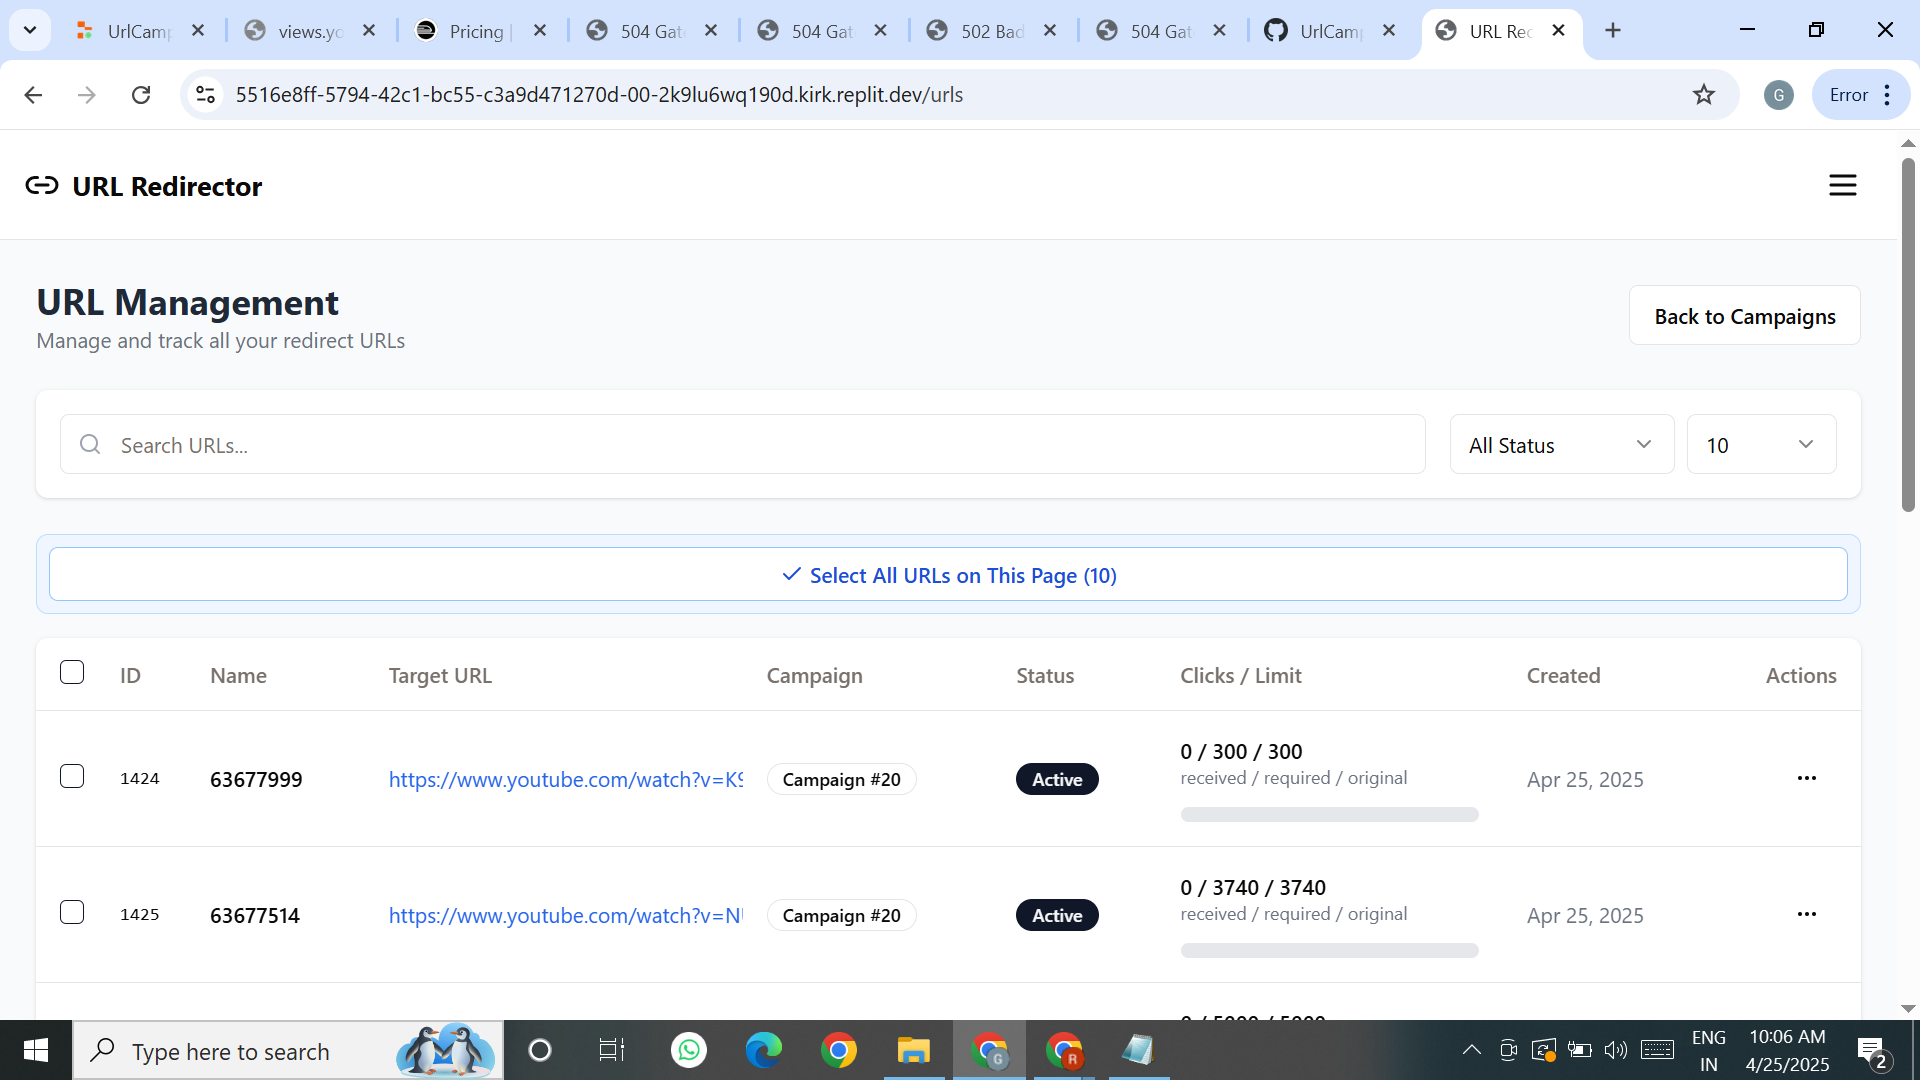 UrlCamp
views.yo
Pricing |
504 Gat
504 Gat
502 Bad
504 Gat
UrlCamp
URL Rec
5516e8ff-5794-42c1-bc55-c3a9d471270d-00-2k9lu6wq190d.kirk.replit.dev/urls
G
Error
URL Redirector
URL Management
Manage and track all your redirect URLs
Back to Campaigns
Search URLs...
All Status
10
Select All URLs on This Page (10)
ID Name Target URL Campaign Status Clicks / Limit Created Actions
0 / 300 / 300
1424 63677999 https://www.youtube.com/watch?v=K9 Campaign #20 Active received / required / original Apr 25, 2025
0 / 3740 / 3740
1425 63677514 https://www.youtube.com/watch?v=NU Campaign #20 Active received / required / original Apr 25, 2025
Type here to search
G
R
ENG
IN
10:06 AM
4/25/2025
2